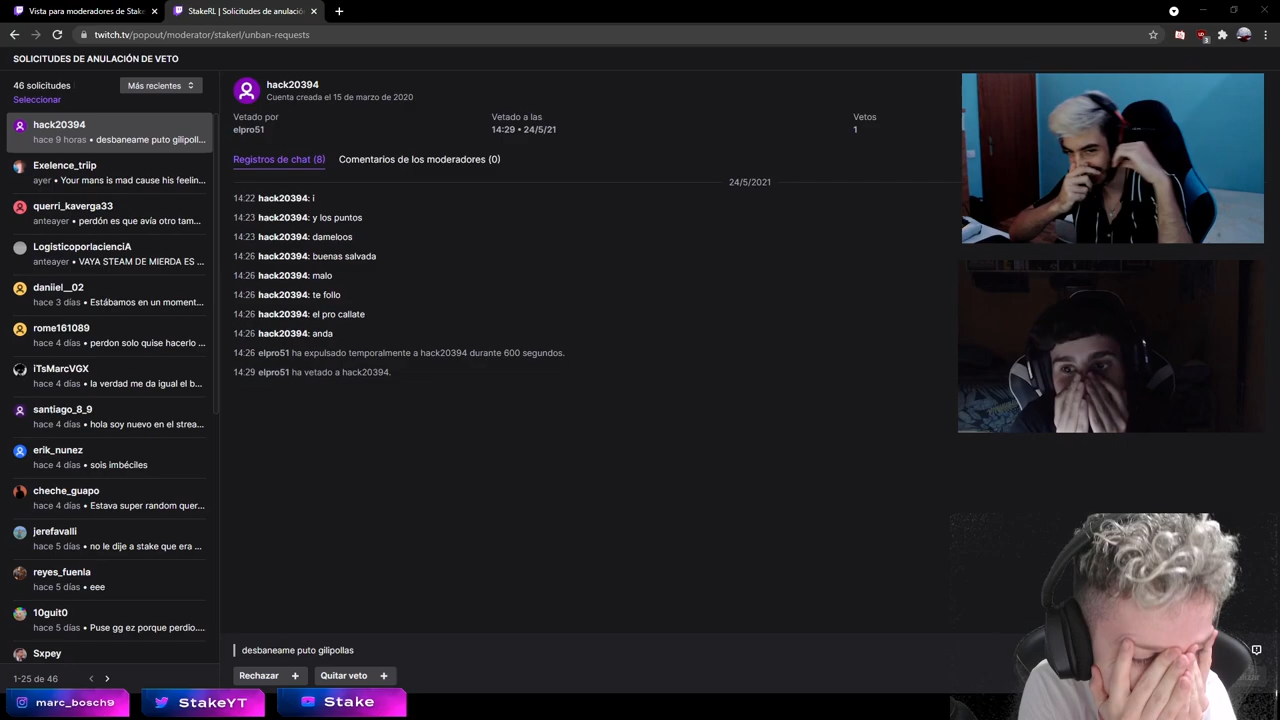 Vista para moderadores de Stake
StakeRL | Solicitudes de anulació
twitch.tv/popout/moderator/stakerl/unban-requests
3
SOLICITUDES DE ANULACIÓN DE VETO
46 solicitudes
Más recientes
Seleccionar
hack20394
hace 9 horas • desbaneame puto gilipoll...
Exelence_triip
ayer • Your mans is mad cause his feelin...
querri_kaverga33
anteayer • perdón es que avía otro tam...
LogisticoporlacienciA
anteayer • VAYA STEAM DE MIERDA ES ...
daniiel__02
hace 3 días • Estábamos en un moment...
rome161089
hace 4 días • perdon solo quise hacerlo ...
iTsMarcVGX
hace 4 días • la verdad me da igual el b...
santiago_8_9
hace 4 días • hola soy nuevo en el strea...
erik_nunez
hace 4 días • sois imbéciles
cheche_guapo
hace 4 días • Estava super random quer...
jerefavalli
hace 5 días • no le dije a stake que era ...
reyes_fuenla
hace 5 días • eee
10guit0
hace 5 días • Puse gg ez porque perdio....
Sxpey
1-25 de 46
hack20394
Cuenta creada el 15 de marzo de 2020
Vetado por
elpro51
Vetado a las
14:29 • 24/5/21
Vetos
1
Registros de chat (8)
Comentarios de los moderadores (0)
24/5/2021
14:22 hack20394: i
14:23 hack20394: y los puntos
14:23 hack20394: dameloos
14:26 hack20394: buenas salvada
14:26 hack20394: malo
14:26 hack20394: te follo
14:26 hack20394: el pro callate
14:26 hack20394: anda
14:26 elpro51 ha expulsado temporalmente a hack20394 durante 600 segundos.
14:29 elpro51 ha vetado a hack20394.
desbaneame puto gilipollas
Rechazar
Quitar veto
marc_bosch9
StakeYT
Stake